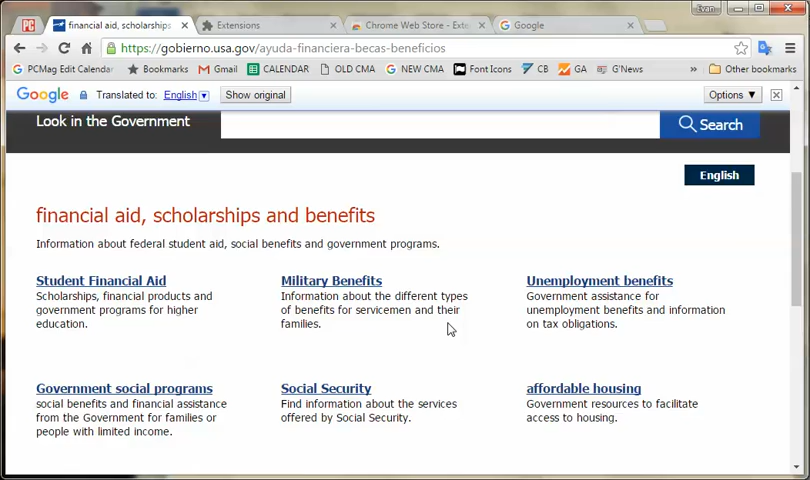 Evan
PC financial aid, scholarships Extensions Chrome Web Store - Exte Google
https://gobierno.usa.gov/ayuda-financiera-becas-beneficios
PCMag Edit Calendar Bookmarks Gmail CALENDAR OLD CMA NEW CMA Font Icons CB GA G'News » Other bookmarks
Google Translated to: English Show original Options
Look in the Government Search
English
financial aid, scholarships and benefits
Information about federal student aid, social benefits and government programs.
Student Financial Aid
Scholarships, financial products and
government programs for higher
education.
Military Benefits
Information about the different types
of benefits for servicemen and their
families.
Unemployment benefits
Government assistance for
unemployment benefits and information
on tax obligations.
Government social programs
social benefits and financial assistance
from the Government for families or
people with limited income.
Social Security
Find information about the services
offered by Social Security.
affordable housing
Government resources to facilitate
access to housing.